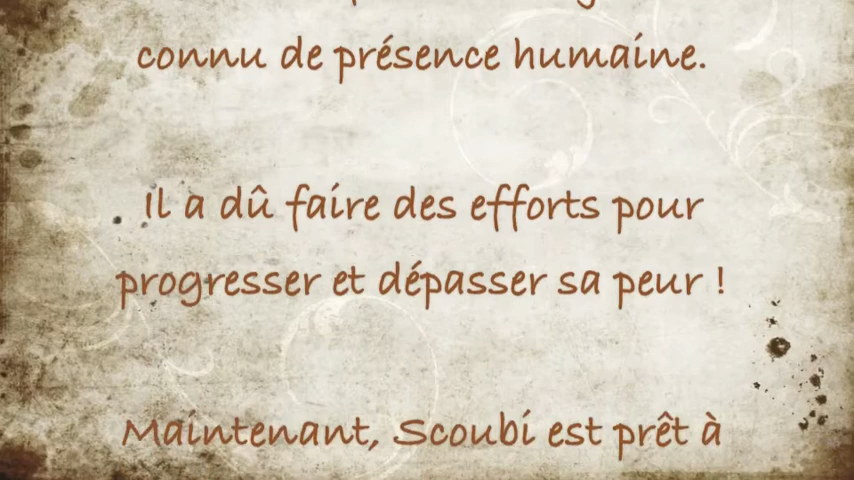 connu de présence humaine.
Il a dû faire des efforts pour
progresser et dépasser sa peur !
Maintenant, Scoubi est prêt à